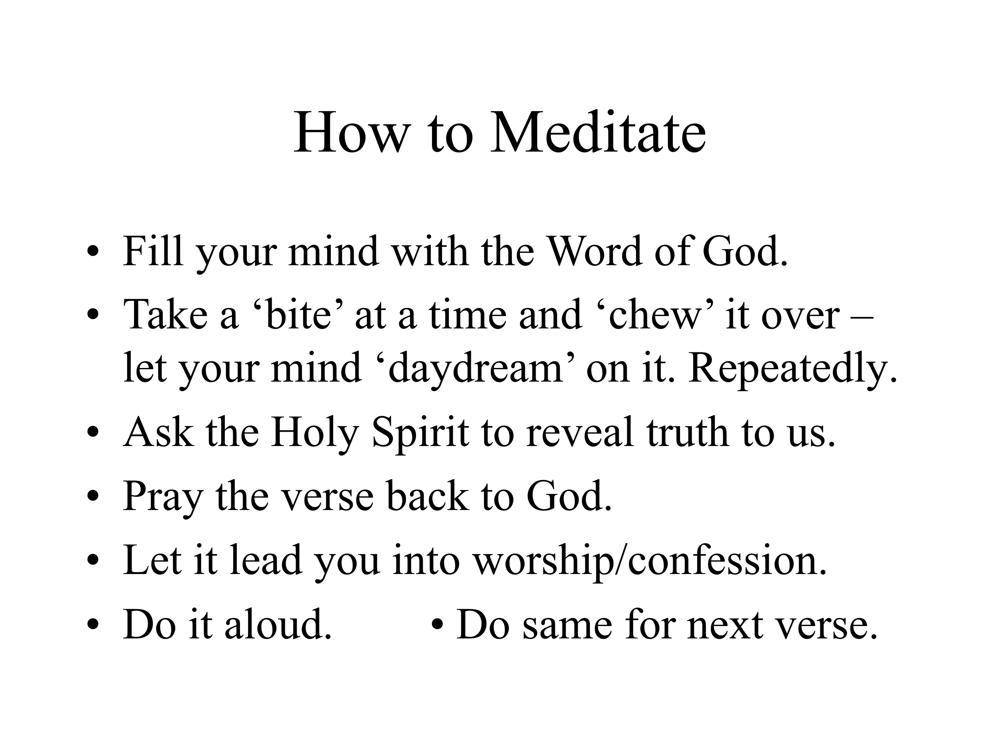 How to Meditate
• Fill your mind with the Word of God.
• Take a ‘bite’ at a time and ‘chew’ it over –
let your mind ‘daydream’ on it. Repeatedly.
• Ask the Holy Spirit to reveal truth to us.
• Pray the verse back to God.
• Let it lead you into worship/confession.
• Do it aloud. • Do same for next verse.